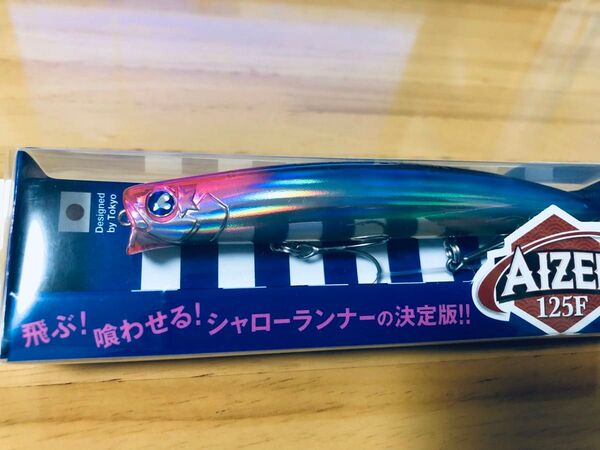 Designed
by Tokyo
飛ぶ! 喰わせる! シャローランナーの決定版!!
AIZEN
125F